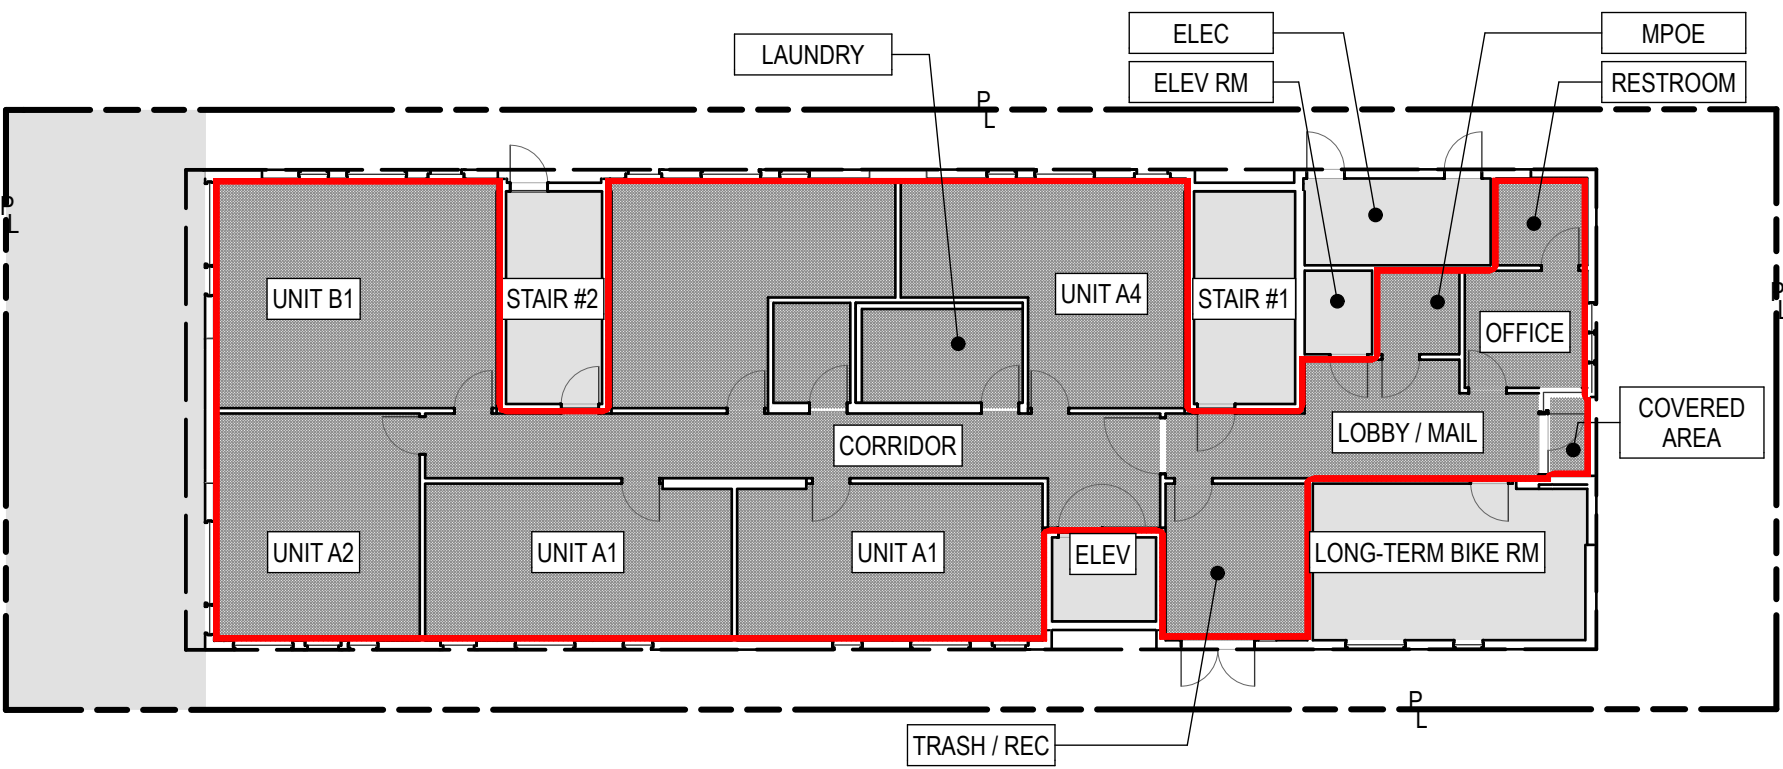 ELEC
MPOE
LAUNDRY
ELEV RM
RESTROOM
PL
PL
PL
UNIT B1
STAIR #2
UNIT A4
STAIR #1
OFFICE
COVERED
AREA
CORRIDOR
LOBBY / MAIL
UNIT A2
UNIT A1
UNIT A1
ELEV
LONG-TERM BIKE RM
PL
TRASH / REC